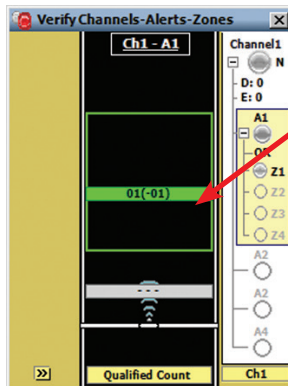 Verify Channels-Alerts-Zones
Ch1 - A1
01(-01)
- - -
Qualified Count
Channel1
N
D: 0
E: 0
A1
OR
Z1
Z2
Z3
Z4
A2
A2
A4
Ch1